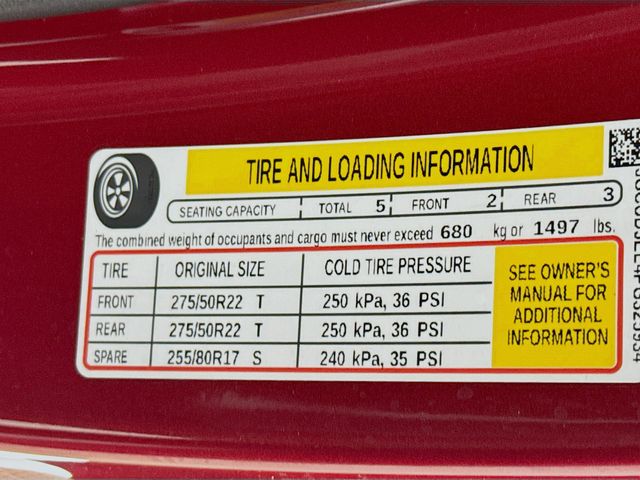 TIRE AND LOADING INFORMATION
SEATING CAPACITY TOTAL 5 FRONT 2 REAR 3
The combined weight of occupants and cargo must never exceed 680 kg or 1497 lbs.
TIRE ORIGINAL SIZE COLD TIRE PRESSURE
FRONT 275/50R22 T 250 kPa, 36 PSI
REAR 275/50R22 T 250 kPa, 36 PSI
SPARE 255/80R17 S 240 kPa, 35 PSI
SEE OWNER'S
MANUAL FOR
ADDITIONAL
INFORMATION